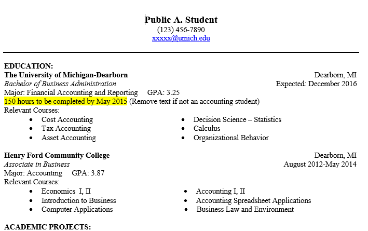 Public A. Student
(123) 456-7890
xxxxx@umich.edu
EDUCATION:
The University of Michigan-Dearborn Dearborn, MI
Bachelor of Business Administration Expected: December 2016
Major: Financial Accounting and Reporting GPA: 3.25
150 hours to be completed by May 2015 (Remove text if not an accounting student)
Relevant Courses:
• Cost Accounting • Decision Science – Statistics
• Tax Accounting • Calculus
• Asset Accounting • Organizational Behavior
Henry Ford Community College Dearborn, MI
Associate in Business August 2012-May 2014
Major: Accounting GPA: 3.87
Relevant Courses
• Economics I, II • Accounting I, II
• Introduction to Business • Accounting Spreadsheet Applications
• Computer Applications • Business Law and Environment
ACADEMIC PROJECTS: